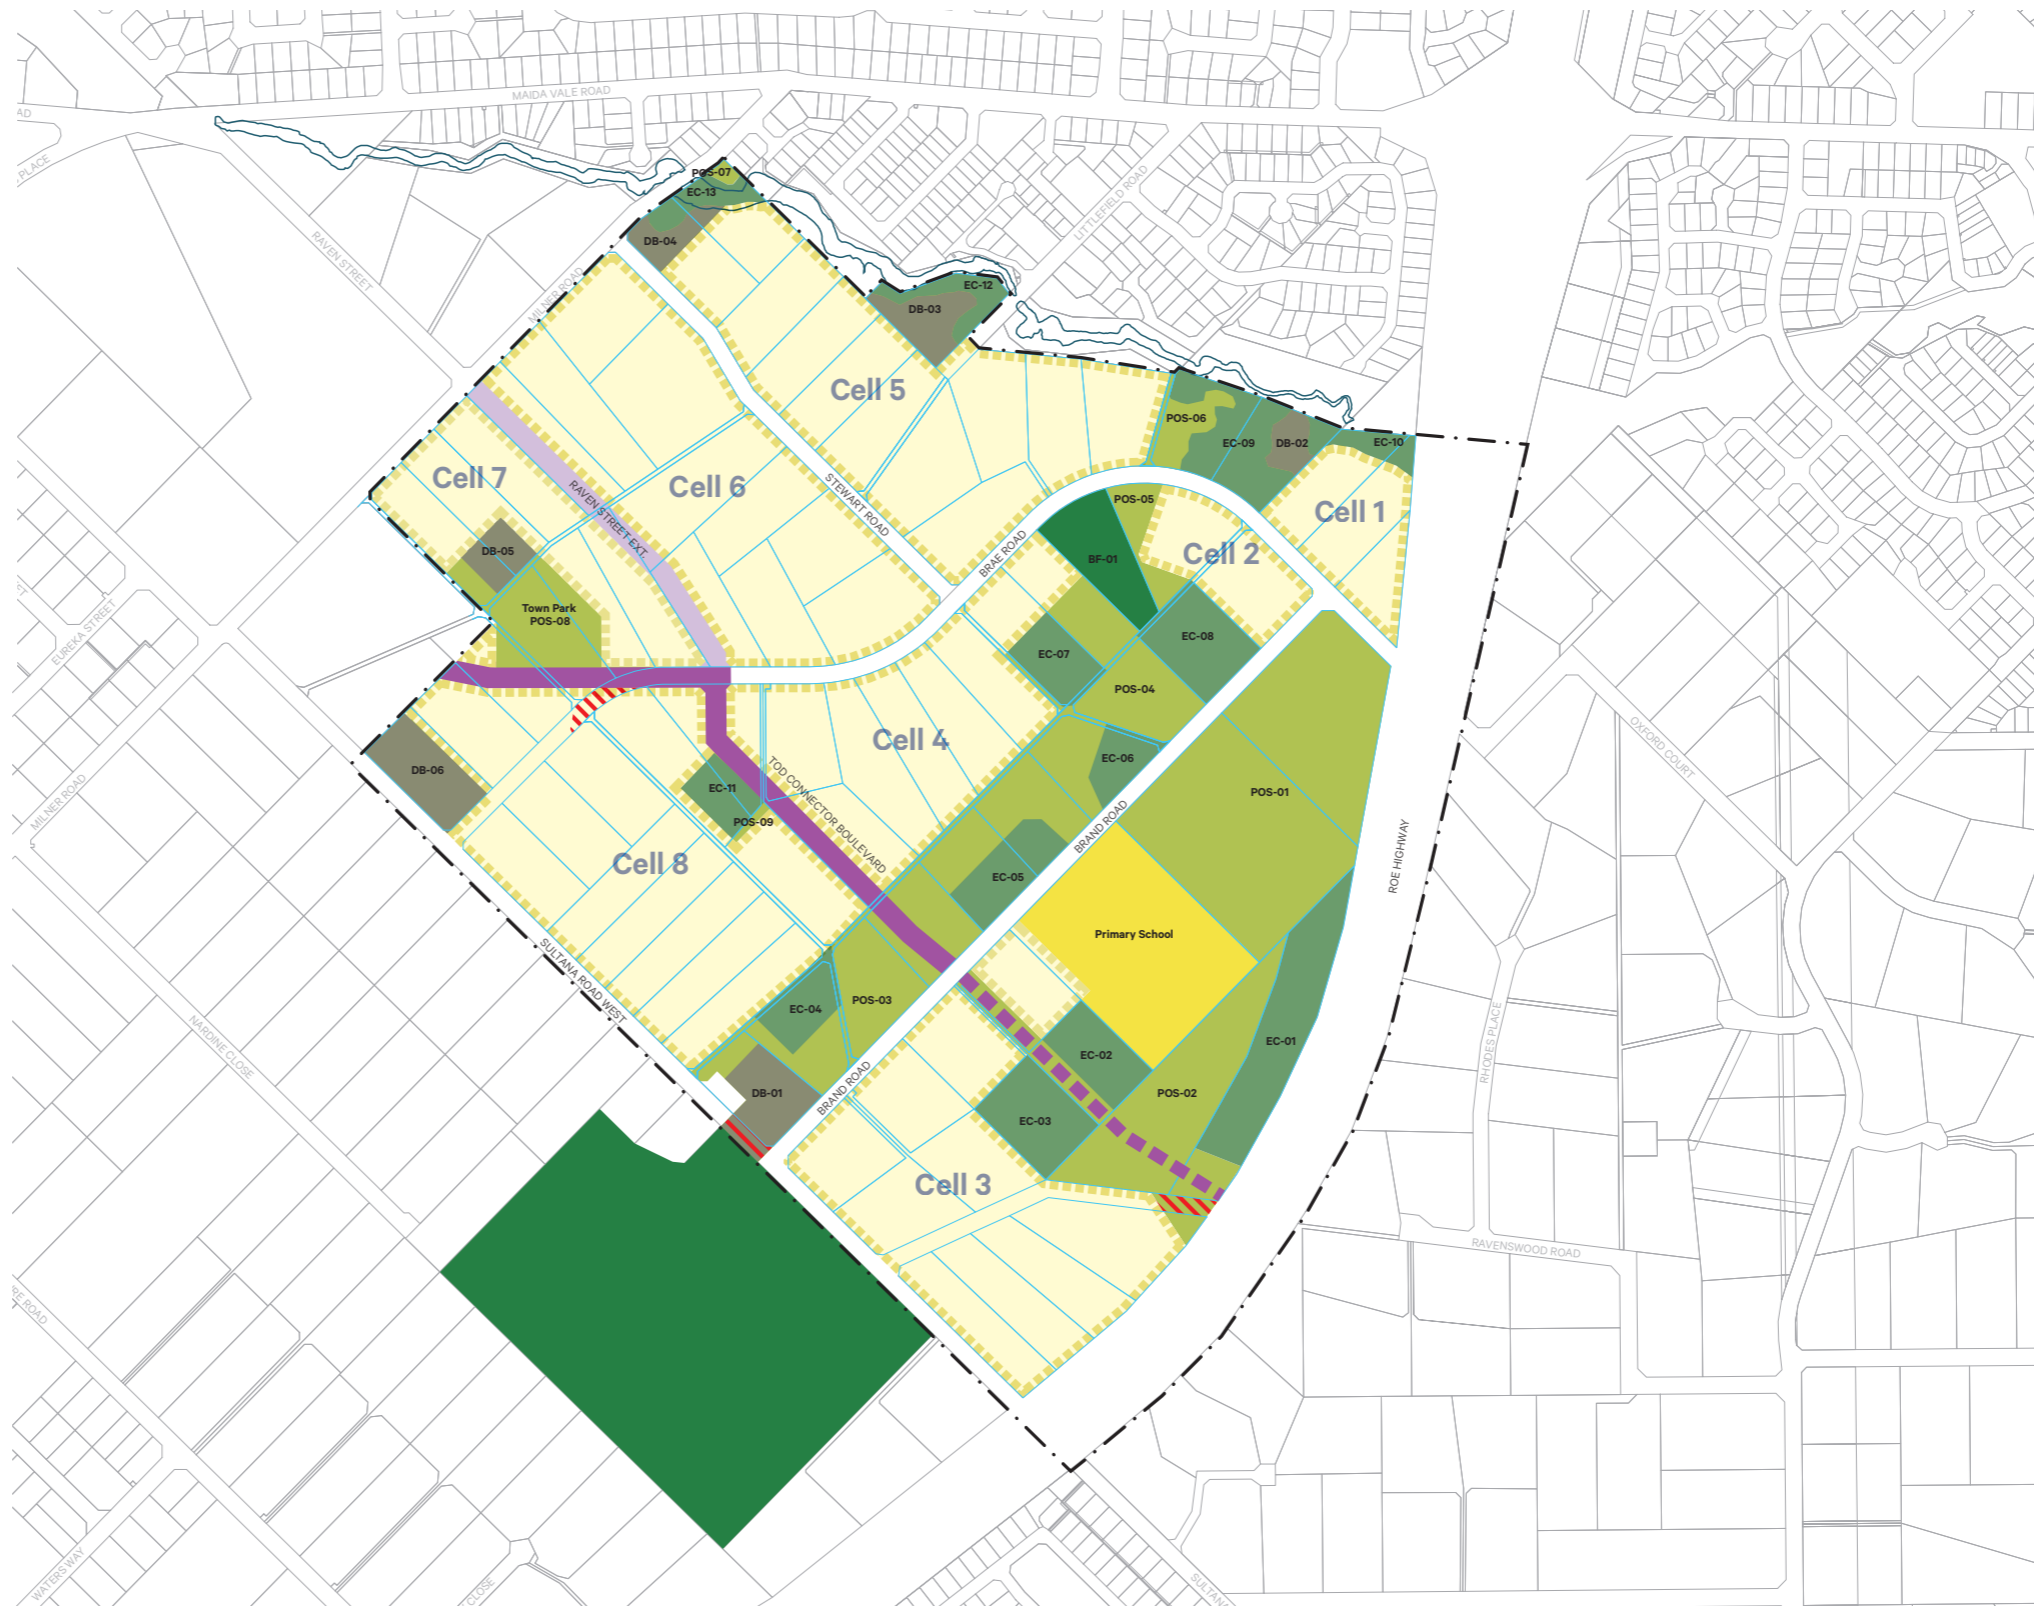 MAIDA VALE ROAD
AD
PLACE
POS-07
EC-13
LITTLEFIELD ROAD
RAVEN STREET
DB-04
MILNER ROAD
EC-12
DB-03
Cell 5
POS-06
EC-09
DB-02
EC-10
Cell 7
Cell 6
RAVEN STREET EXT.
STEWART ROAD
POS-05
Cell 1
BRAE ROAD
BF-01
Cell 2
DB-05
Town Park
POS-08
EUREKA STREET
ET
EC-08
EC-07
POS-04
Cell 4
OXFORD COURT
EC-06
DB-06
MILNER ROAD
EC-11
POS-09
TOD CONNECTOR BOULEVARD
POS-01
BRAND ROAD
ROE HIGHWAY
Cell 8
EC-05
Primary School
SULTANA ROAD WEST
EC-04
POS-03
NARDINE CLOSE
EC-02
EC-01
RHODES PLACE
DB-01
BRAND ROAD
POS-02
EC-03
Cell 3
RAVENSWOOD ROAD
RE ROAD
WATERS WAY
CLOSE
SULTANA